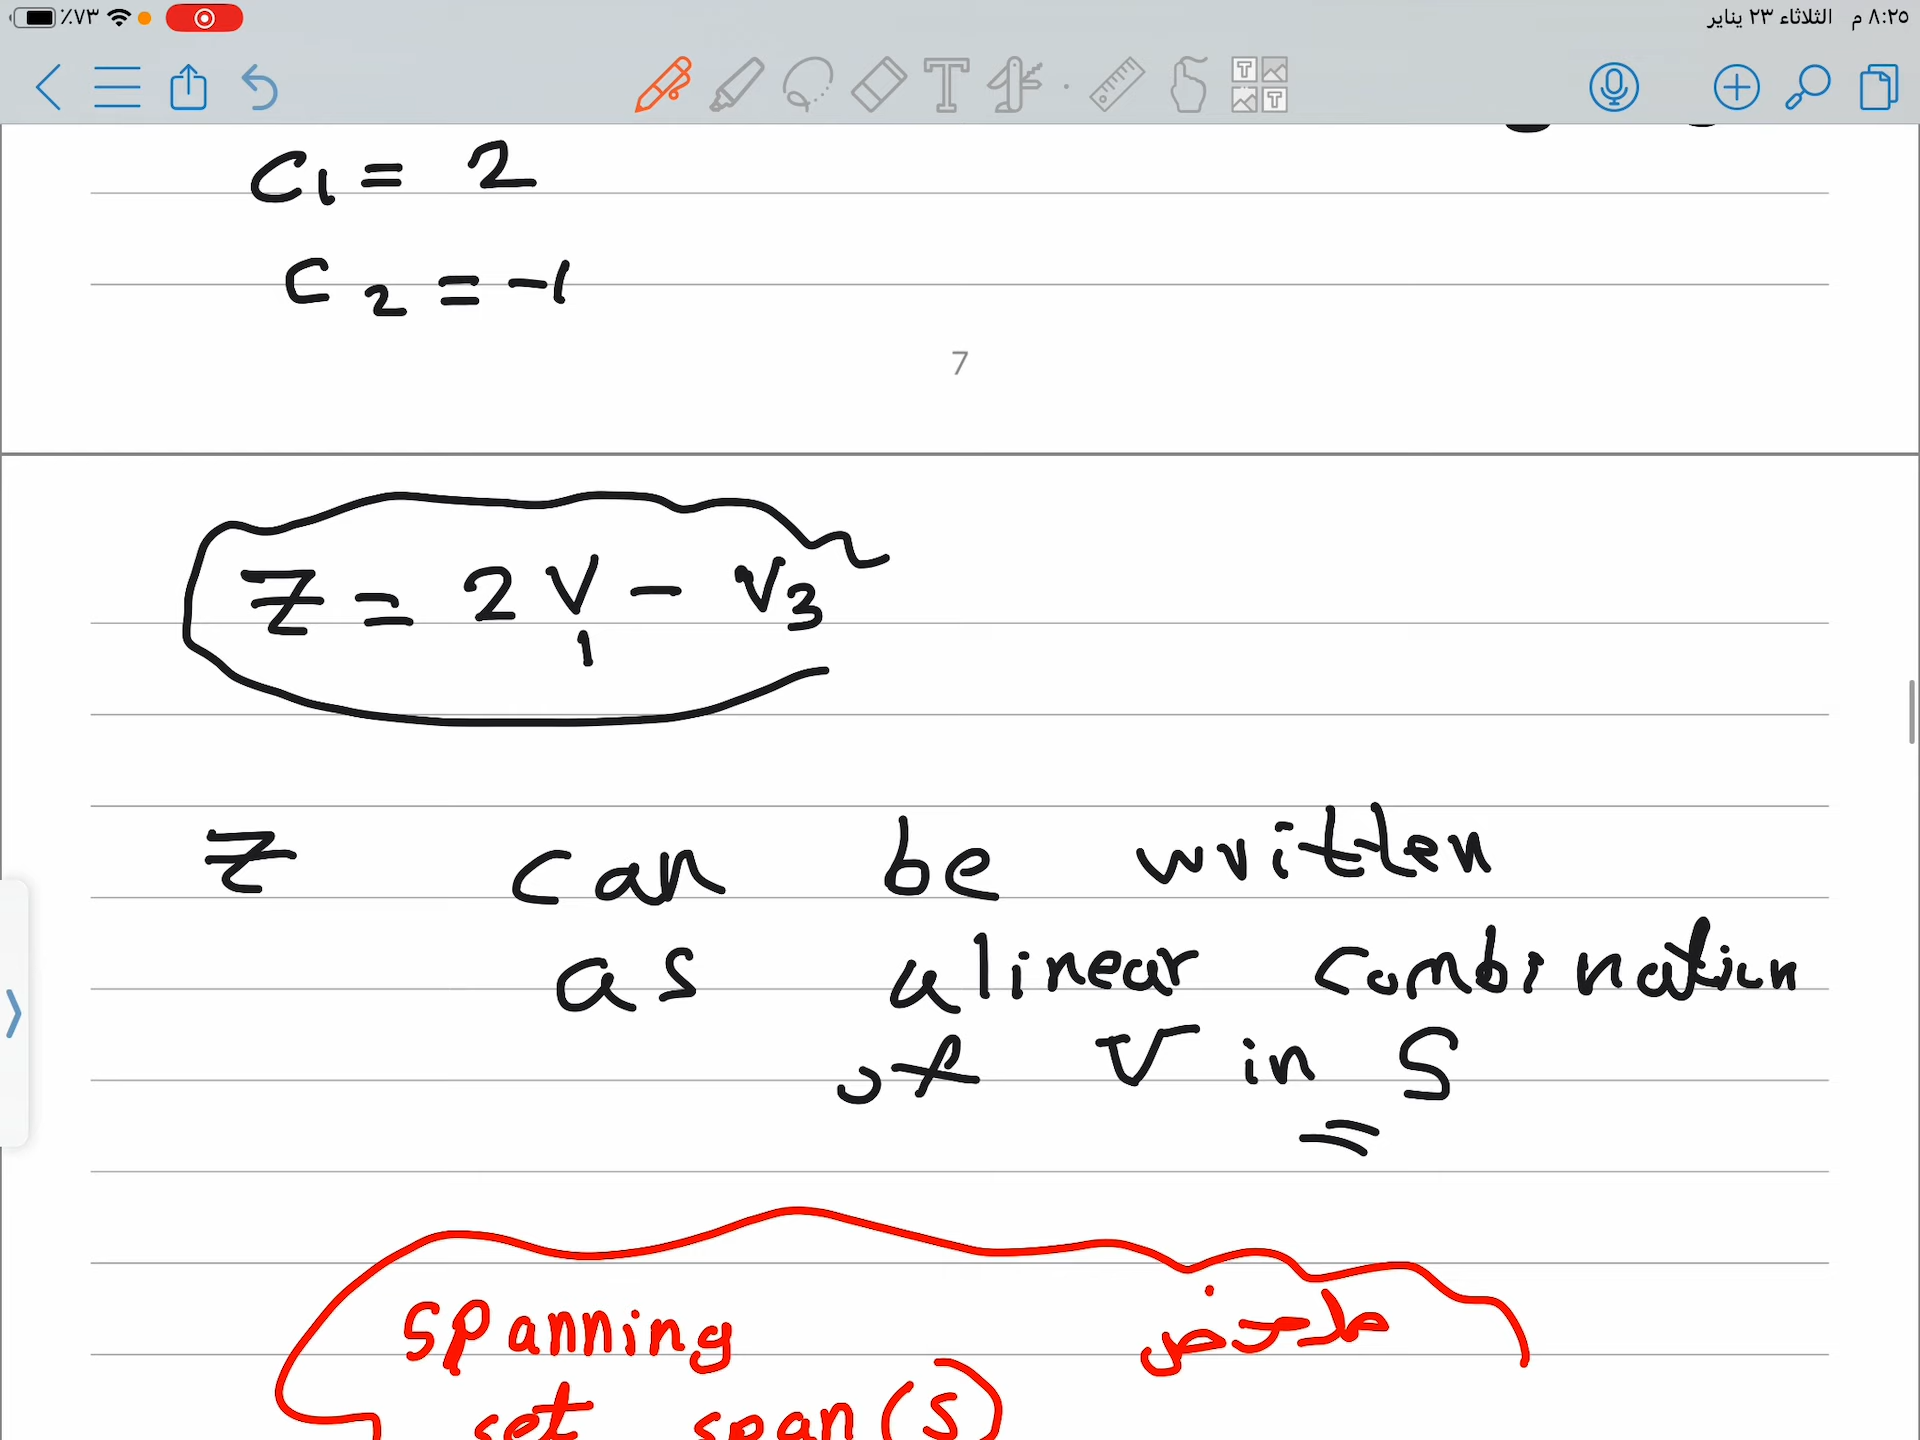 ٪٧٣
٨:٢٥ م الثلاثاء ٢٣ يناير
C1 = 2
C2 = -1
7
Z = 2V1 - V3
Z can be written
as a linear combination
of V in S
spanning ملخص
set span(S)